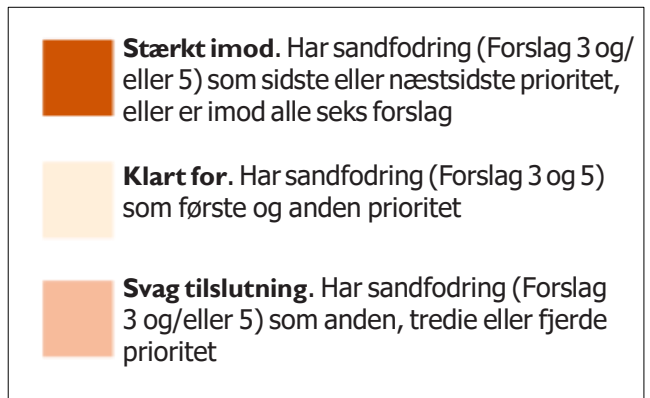 Stærkt imod. Har sandfodring (Forslag 3 og/
eller 5) som sidste eller næstsidste prioritet,
eller er imod alle seks forslag
Klart for. Har sandfodring (Forslag 3 og 5)
som første og anden prioritet
Svag tilslutning. Har sandfodring (Forslag
3 og/eller 5) som anden, tredie eller fjerde
prioritet